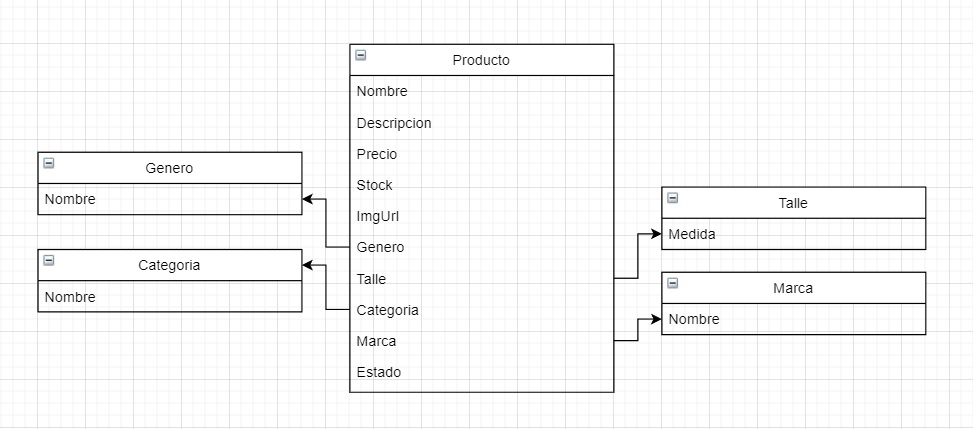 Producto
Nombre
Descripcion
Precio
Stock
ImgUrl
Genero
Talle
Categoria
Marca
Estado
Genero
Nombre
Categoria
Nombre
Talle
Medida
Marca
Nombre